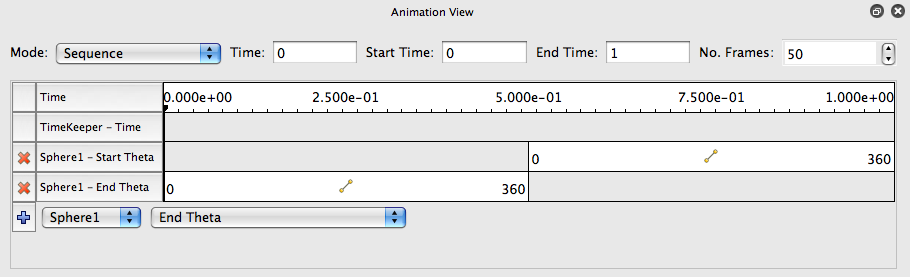 Animation View
Mode: Sequence Time: 0 Start Time: 0 End Time: 1 No. Frames: 50
Time 0.000e+00 2.500e-01 5.000e-01 7.500e-01 1.000e+00
TimeKeeper - Time
Sphere1 - Start Theta 0 360
Sphere1 - End Theta 0 360
Sphere1 End Theta